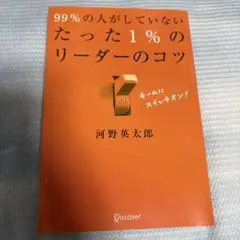 99%の人がしていない
たった1%の
リーダーのコツ
チームに
スイッチオン!
河野英太郎
Discover